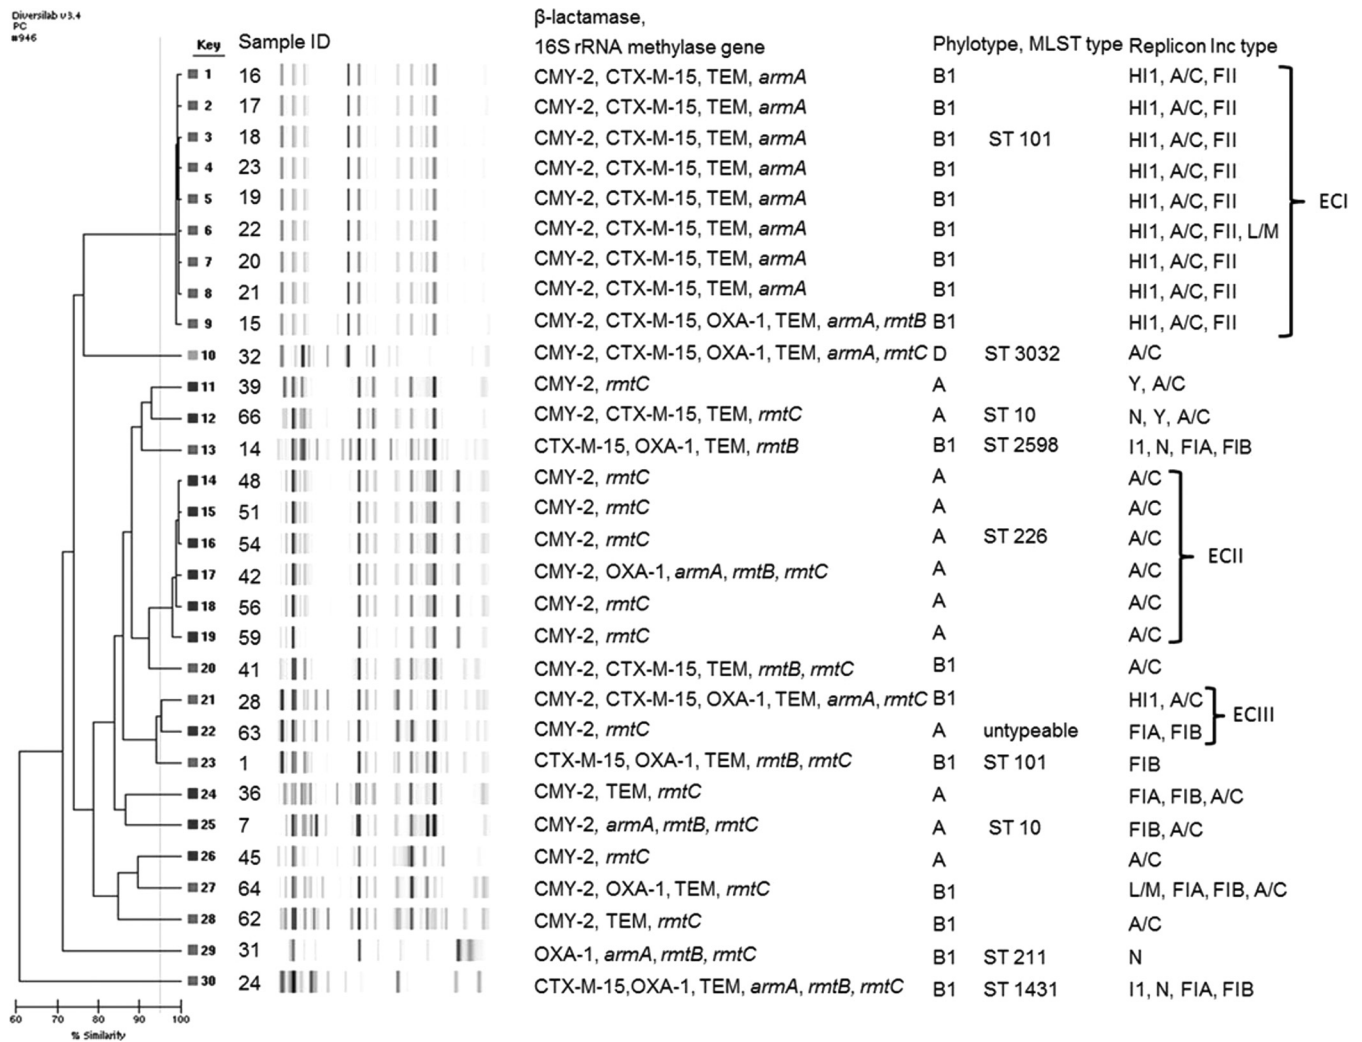 Diversilab v3.4
PC
#946
β-lactamase,
Key Sample ID 16S rRNA methylase gene Phylotype, MLST type Replicon Inc type
1 16 CMY-2, CTX-M-15, TEM, armA B1 HI1, A/C, FII
2 17 CMY-2, CTX-M-15, TEM, armA B1 HI1, A/C, FII
3 18 CMY-2, CTX-M-15, TEM, armA B1 ST 101 HI1, A/C, FII
4 23 CMY-2, CTX-M-15, TEM, armA B1 HI1, A/C, FII
5 19 CMY-2, CTX-M-15, TEM, armA B1 HI1, A/C, FII
ECI
6 22 CMY-2, CTX-M-15, TEM, armA B1 HI1, A/C, FII, L/M
7 20 CMY-2, CTX-M-15, TEM, armA B1 HI1, A/C, FII
8 21 CMY-2, CTX-M-15, TEM, armA B1 HI1, A/C, FII
9 15 CMY-2, CTX-M-15, OXA-1, TEM, armA, rmtB B1 HI1, A/C, FII
10 32 CMY-2, CTX-M-15, OXA-1, TEM, armA, rmtC D ST 3032 A/C
11 39 CMY-2, rmtC A Y, A/C
12 66 CMY-2, CTX-M-15, TEM, rmtC A ST 10 N, Y, A/C
13 14 CTX-M-15, OXA-1, TEM, rmtB B1 ST 2598 I1, N, FIA, FIB
14 48 CMY-2, rmtC A A/C
15 51 CMY-2, rmtC A A/C
16 54 CMY-2, rmtC A ST 226 A/C
ECII
17 42 CMY-2, OXA-1, armA, rmtB, rmtC A A/C
18 56 CMY-2, rmtC A A/C
19 59 CMY-2, rmtC A A/C
20 41 CMY-2, CTX-M-15, TEM, rmtB, rmtC B1 A/C
21 28 CMY-2, CTX-M-15, OXA-1, TEM, armA, rmtC B1 HI1, A/C
ECIII
22 63 CMY-2, rmtC A untypeable FIA, FIB
23 1 CTX-M-15, OXA-1, TEM, rmtB, rmtC B1 ST 101 FIB
24 36 CMY-2, TEM, rmtC A FIA, FIB, A/C
25 7 CMY-2, armA, rmtB, rmtC A ST 10 FIB, A/C
26 45 CMY-2, rmtC A A/C
27 64 CMY-2, OXA-1, TEM, rmtC B1 L/M, FIA, FIB, A/C
28 62 CMY-2, TEM, rmtC B1 A/C
29 31 OXA-1, armA, rmtB, rmtC B1 ST 211 N
30 24 CTX-M-15,OXA-1, TEM, armA, rmtB, rmtC B1 ST 1431 I1, N, FIA, FIB
60 70 80 90 100
% Similarity